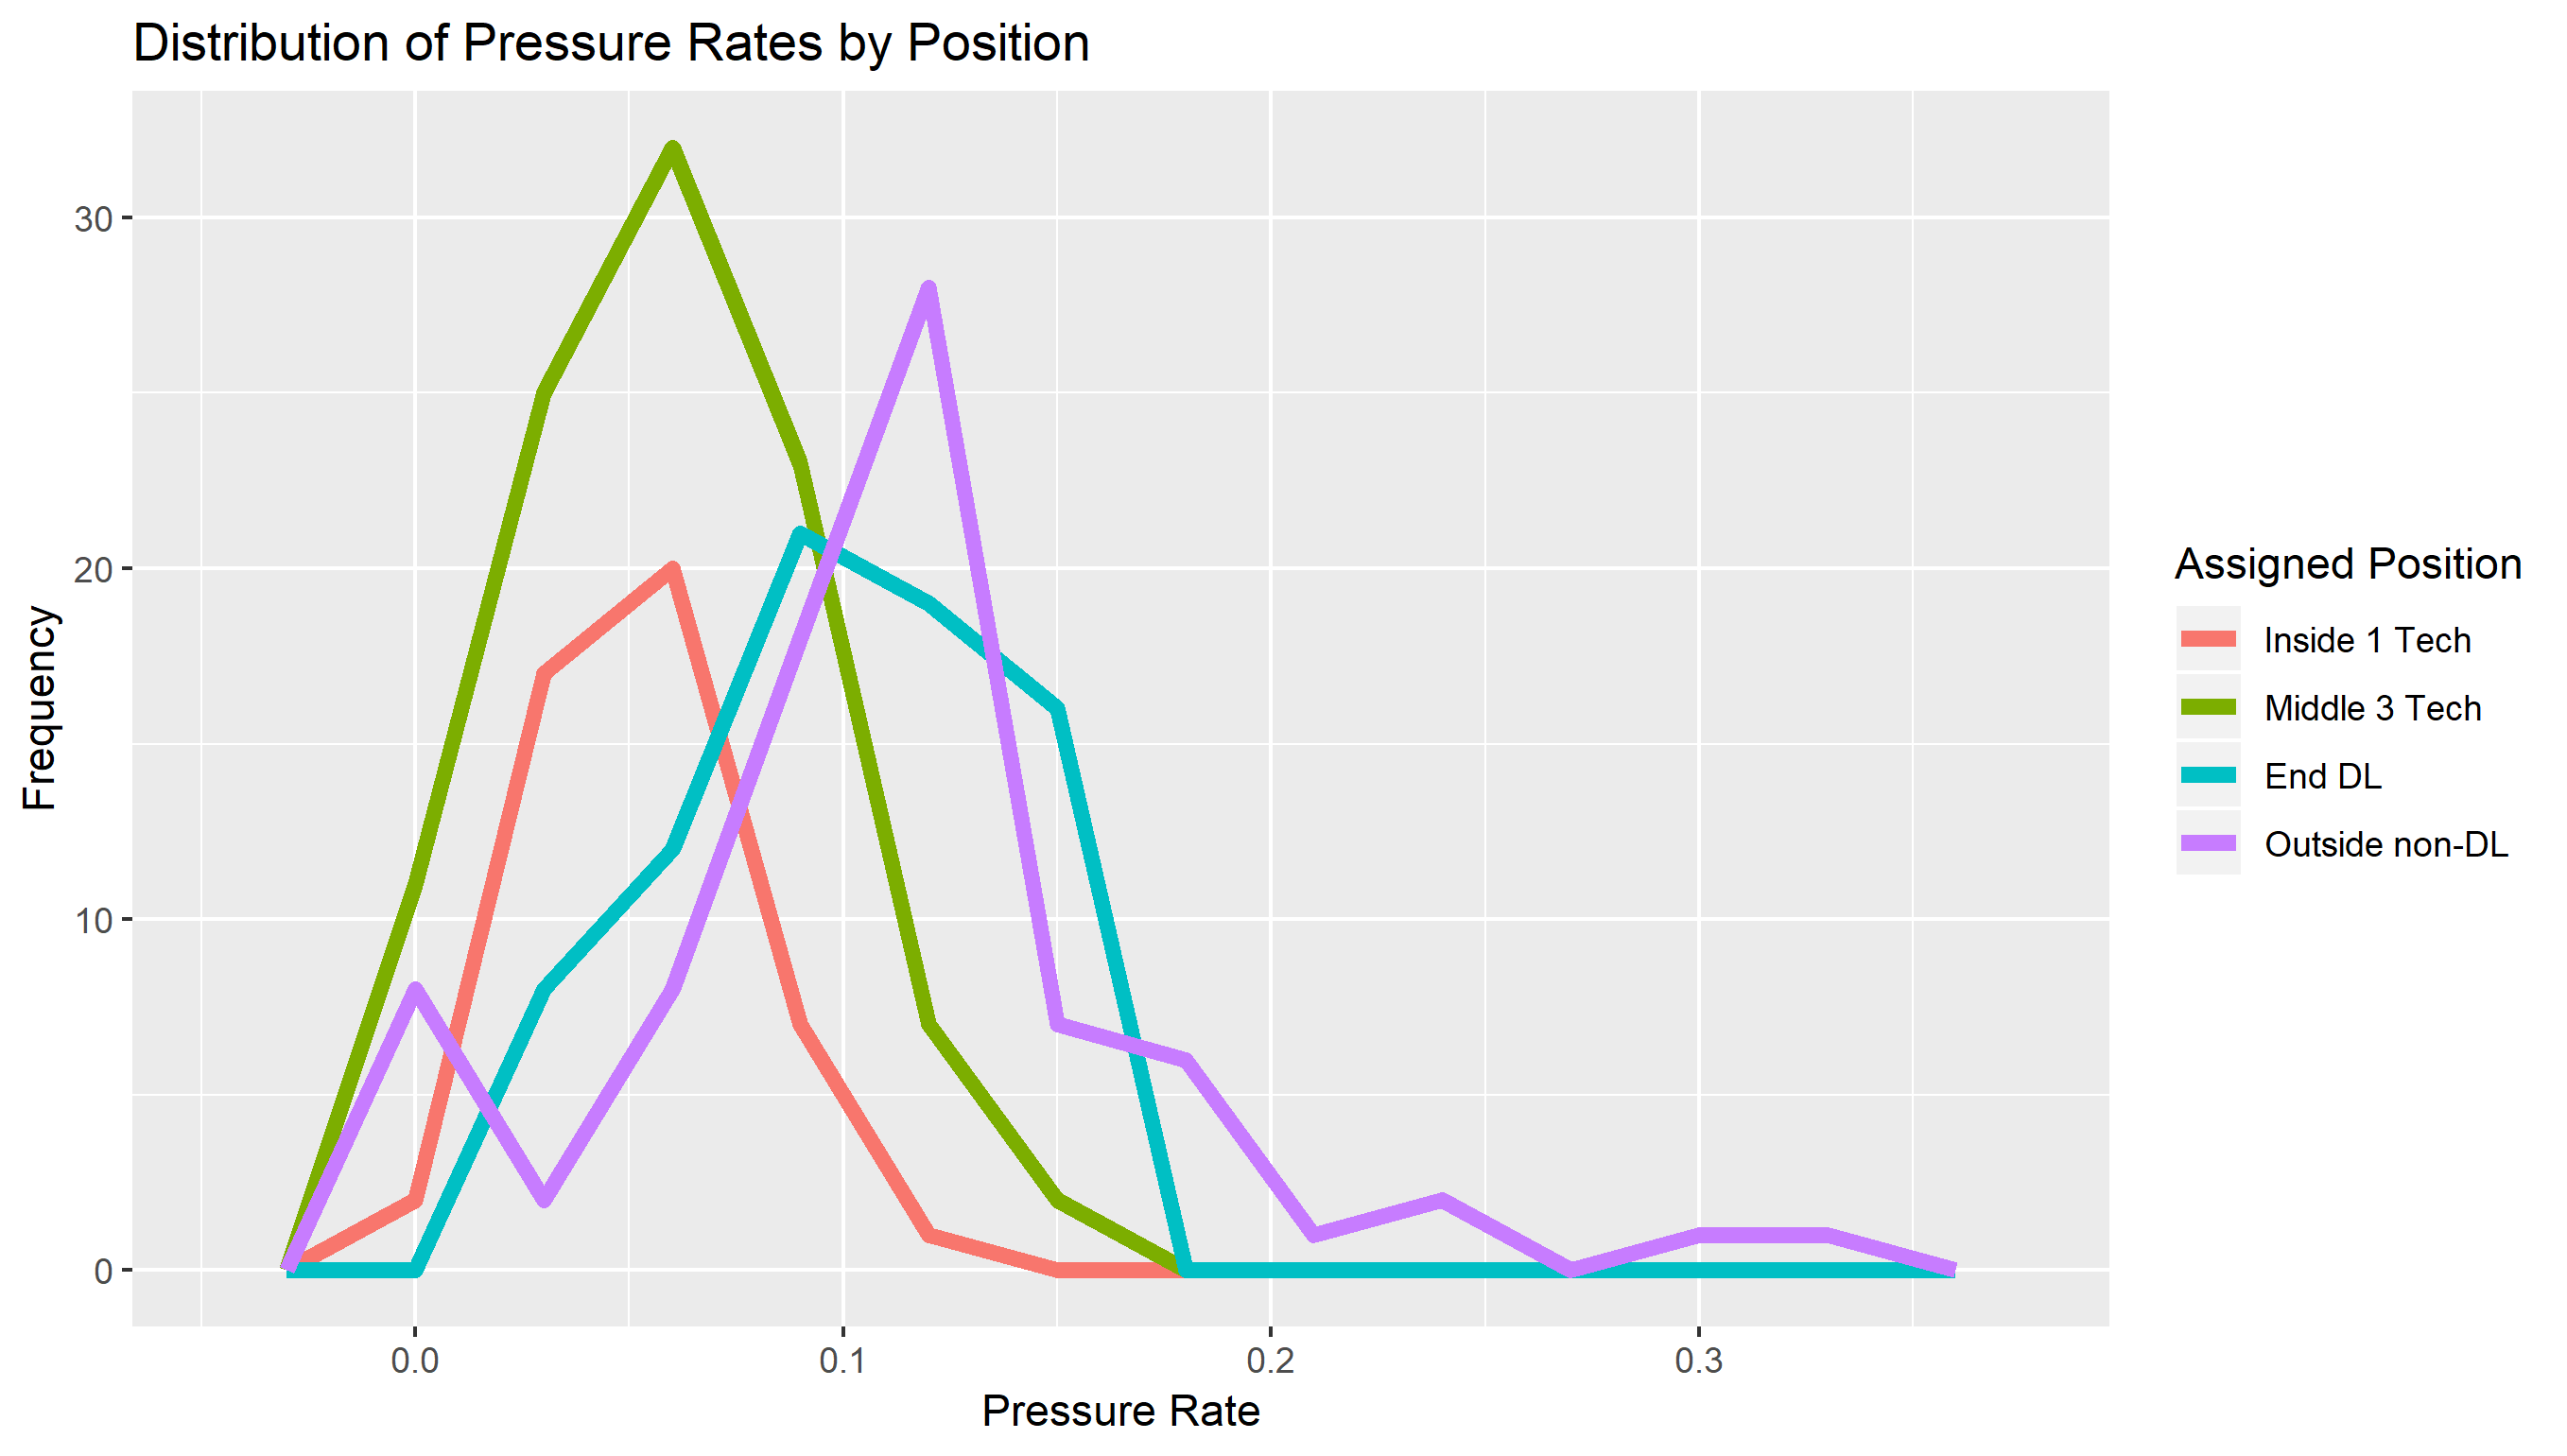 Distribution of Pressure Rates by Position
30
20
10
0
Frequency
0.0
0.1
0.2
0.3
Pressure Rate
Assigned Position
Inside 1 Tech
Middle 3 Tech
End DL
Outside non-DL